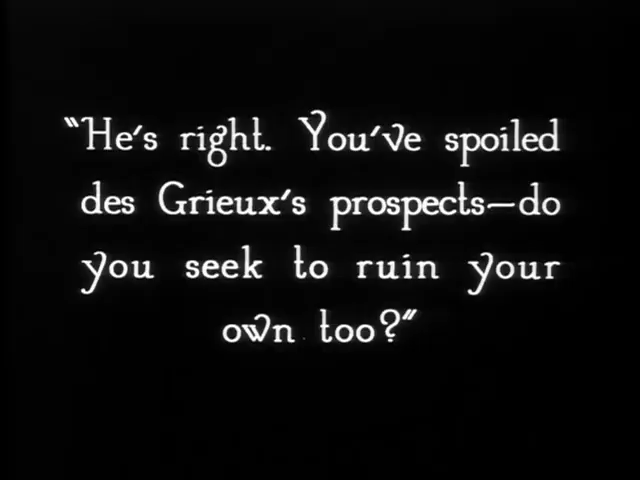 "He's right. You've spoiled
des Grieux's prospects—do
you seek to ruin your
own too?"